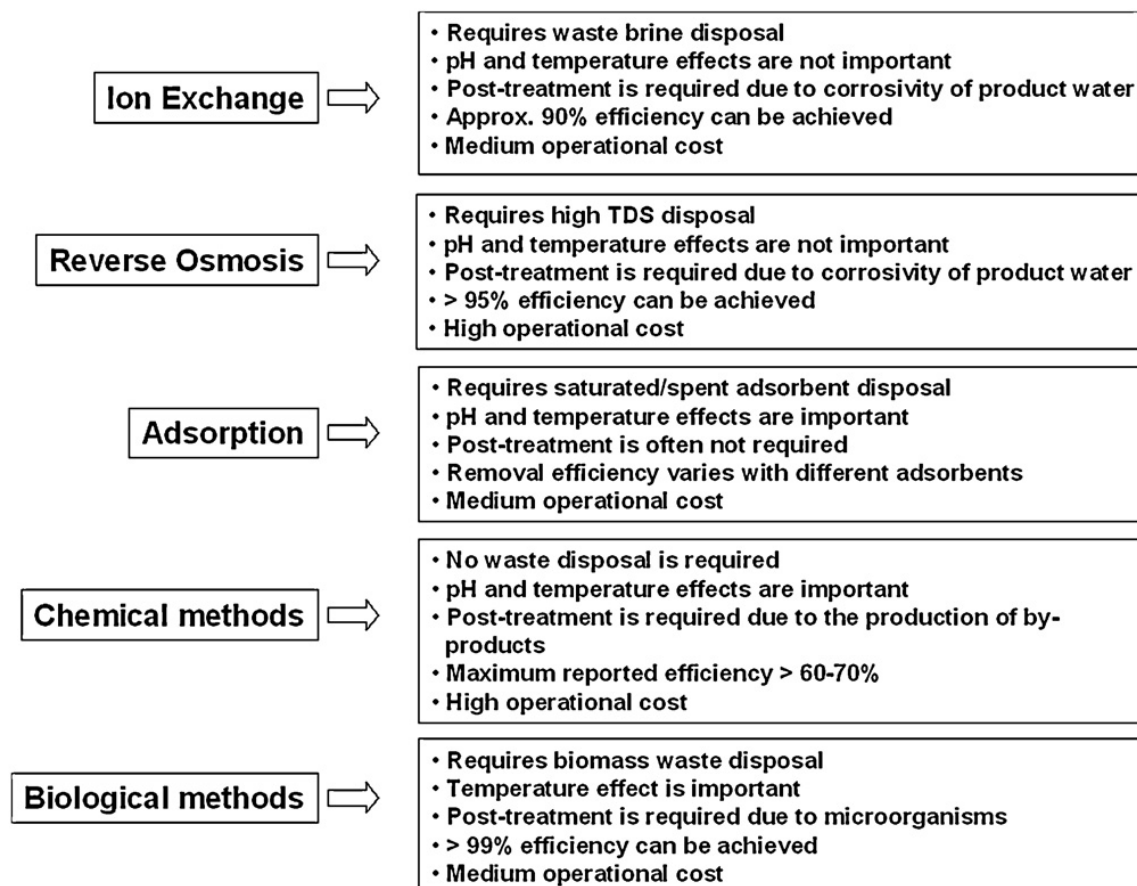 Ion Exchange
• Requires waste brine disposal
• pH and temperature effects are not important
• Post-treatment is required due to corrosivity of product water
• Approx. 90% efficiency can be achieved
• Medium operational cost
Reverse Osmosis
• Requires high TDS disposal
• pH and temperature effects are not important
• Post-treatment is required due to corrosivity of product water
• > 95% efficiency can be achieved
• High operational cost
Adsorption
• Requires saturated/spent adsorbent disposal
• pH and temperature effects are important
• Post-treatment is often not required
• Removal efficiency varies with different adsorbents
• Medium operational cost
Chemical methods
• No waste disposal is required
• pH and temperature effects are important
• Post-treatment is required due to the production of by-
products
• Maximum reported efficiency > 60-70%
• High operational cost
Biological methods
• Requires biomass waste disposal
• Temperature effect is important
• Post-treatment is required due to microorganisms
• > 99% efficiency can be achieved
• Medium operational cost